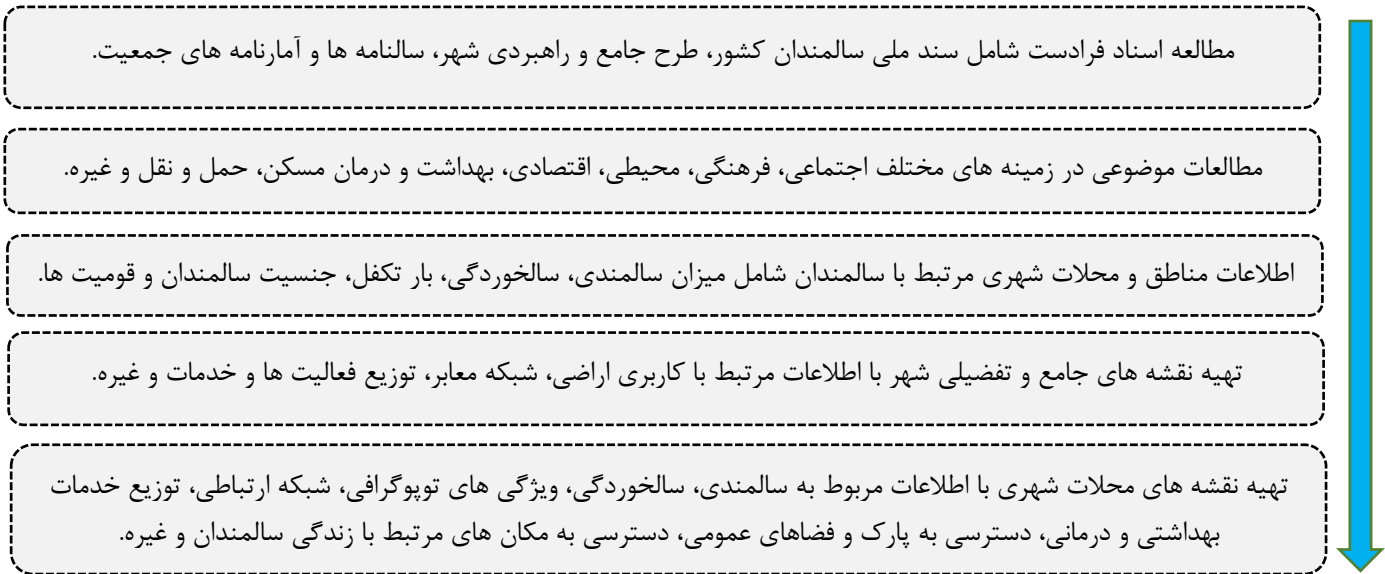 مطالعه اسناد فرادست شامل سند ملی سالمندان کشور، طرح جامع و راهبردی شهر، سالنامه ها و آمارنامه های جمعیت.
مطالعات موضوعی در زمینه های مختلف اجتماعی، فرهنگی، محیطی، اقتصادی، بهداشت و درمان مسکن، حمل و نقل و غیره.
اطلاعات مناطق و محلات شهری مرتبط با سالمندان شامل میزان سالمندی، سالخوردگی، بار تکفل، جنسیت سالمندان و قومیت ها.
تهیه نقشه های جامع و تفضیلی شهر با اطلاعات مرتبط با کاربری اراضی، شبکه معابر، توزیع فعالیت ها و خدمات و غیره.
تهیه نقشه های محلات شهری با اطلاعات مربوط به سالمندی، سالخوردگی، ویژگی های توپوگرافی، شبکه ارتباطی، توزیع خدمات
بهداشتی و درمانی، دسترسی به پارک و فضاهای عمومی، دسترسی به مکان های مرتبط با زندگی سالمندان و غیره.